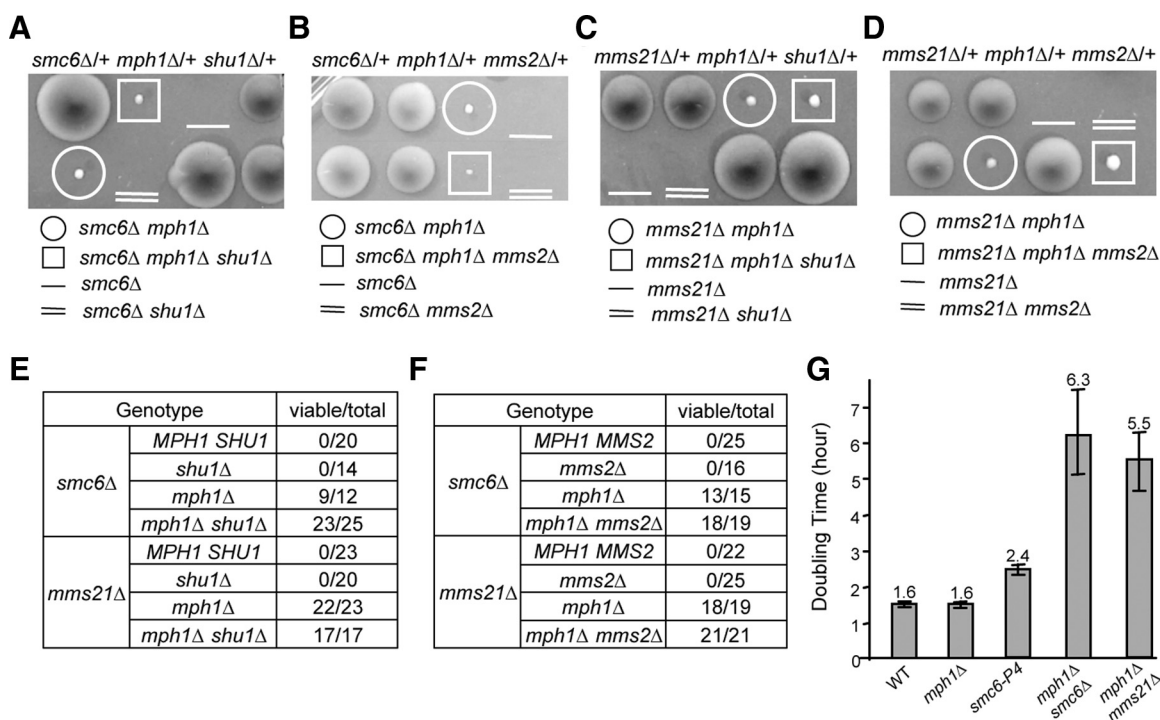 A
smc6Δ/+ mph1Δ/+ shu1Δ/+
smc6Δ mph1Δ
smc6Δ mph1Δ shu1Δ
smc6Δ
smc6Δ shu1Δ
B
smc6Δ/+ mph1Δ/+ mms2Δ/+
smc6Δ mph1Δ
smc6Δ mph1Δ mms2Δ
smc6Δ
smc6Δ mms2Δ
C
mms21Δ/+ mph1Δ/+ shu1Δ/+
mms21Δ mph1Δ
mms21Δ mph1Δ shu1Δ
mms21Δ
mms21Δ shu1Δ
D
mms21Δ/+ mph1Δ/+ mms2Δ/+
mms21Δ mph1Δ
mms21Δ mph1Δ mms2Δ
mms21Δ
mms21Δ mms2Δ
E
Genotype viable/total
smc6Δ
MPH1 SHU1 0/20
shu1Δ 0/14
mph1Δ 9/12
mph1Δ shu1Δ 23/25
mms21Δ
MPH1 SHU1 0/23
shu1Δ 0/20
mph1Δ 22/23
mph1Δ shu1Δ 17/17
F
Genotype viable/total
smc6Δ
MPH1 MMS2 0/25
mms2Δ 0/16
mph1Δ 13/15
mph1Δ mms2Δ 18/19
mms21Δ
MPH1 MMS2 0/22
mms2Δ 0/25
mph1Δ 18/19
mph1Δ mms2Δ 21/21
G
Doubling Time (hour)
7
6
5
4
3
2
1
0
1.6
1.6
2.4
6.3
5.5
WT
mph1Δ
smc6-P4
mph1Δ
smc6Δ
mph1Δ
mms21Δ